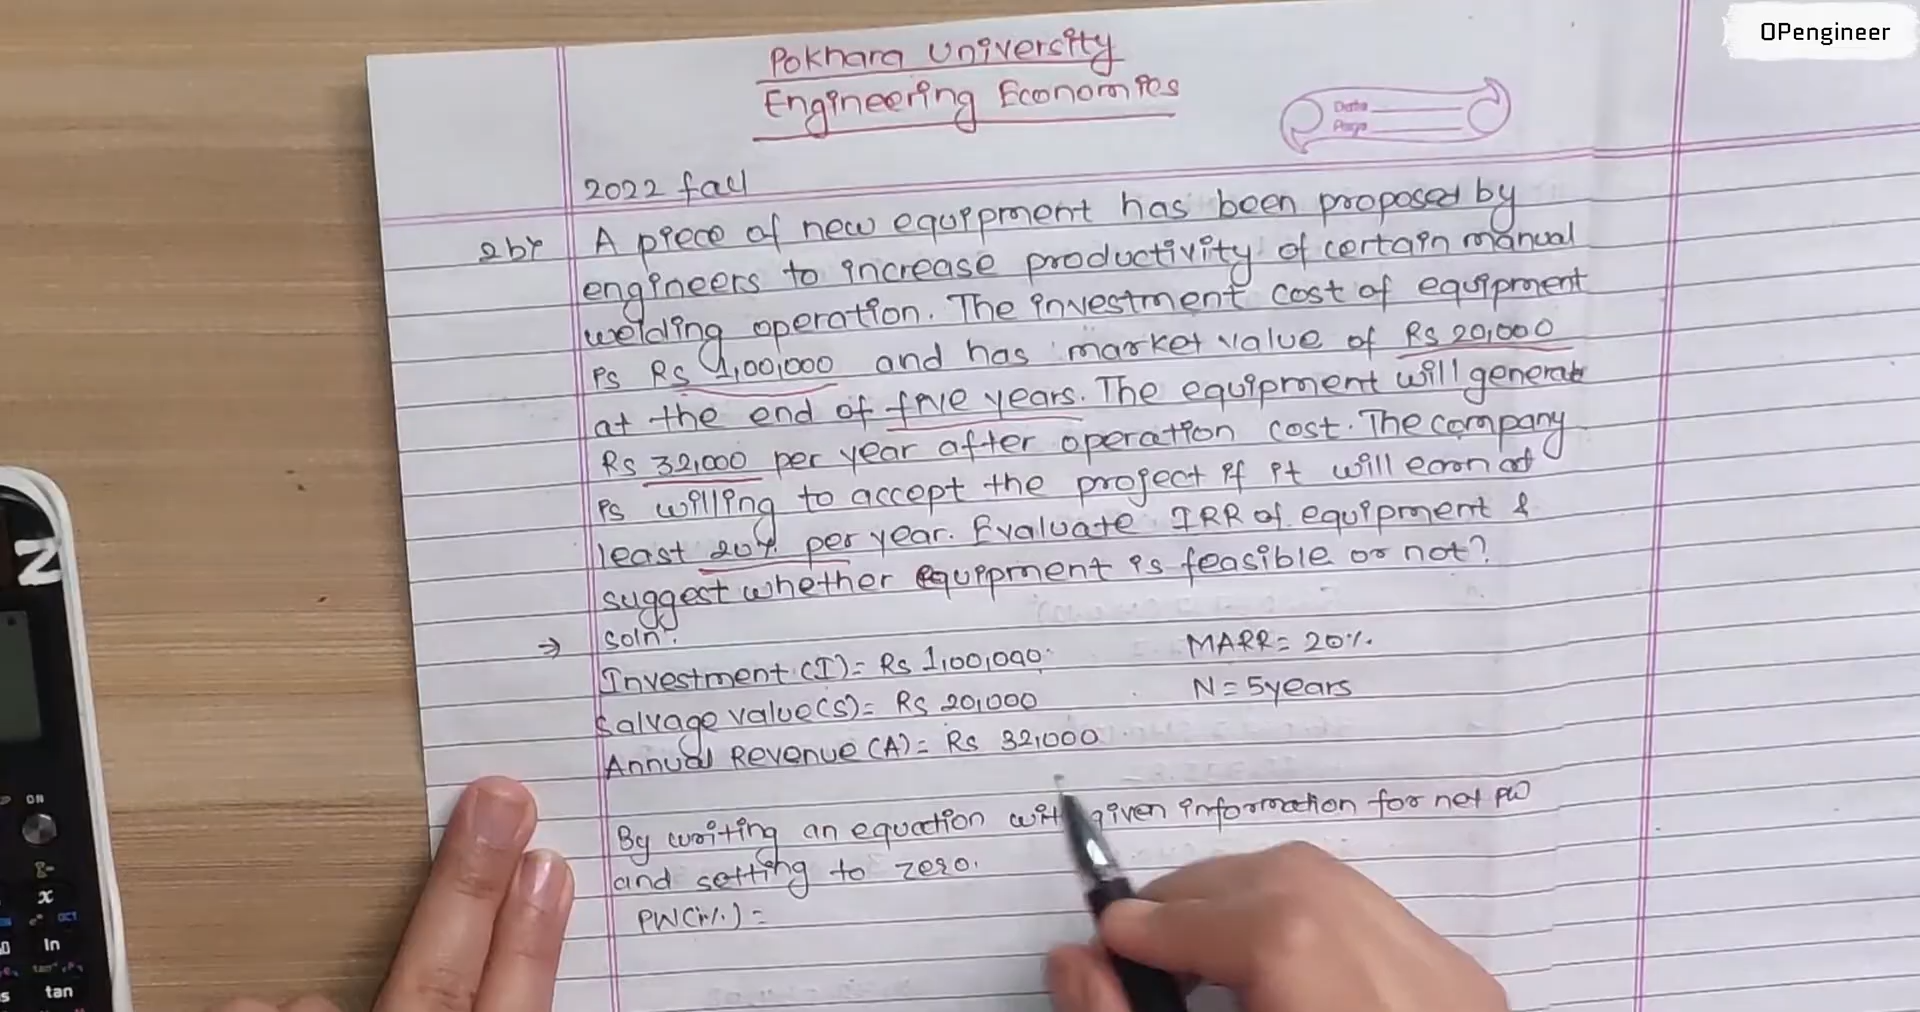 OPengineer
Pokhara University
Engineering Economics
Date
Page
2022 fall
2b) A piece of new equipment has been proposed by
engineers to increase productivity of certain manual
welding operation. The investment cost of equipment
is Rs 1,00,000 and has market value of Rs 20,000
at the end of five years. The equipment will generate
Rs 32,000 per year after operation cost. The company
is willing to accept the project if it will earn at
least 20% per year. Evaluate IRR of equipment &
suggest whether equipment is feasible or not?
⇒ soln:
Investment (I) = Rs 1,00,000 MARR = 20%.
Salvage value(s) = Rs 20,000 N = 5years
Annual Revenue (A) = Rs 32,000
By writing an equation with given information for net PW
and setting to zero.
PW(i%) =
ON
x
OCT
ln
tan⁻¹
tan